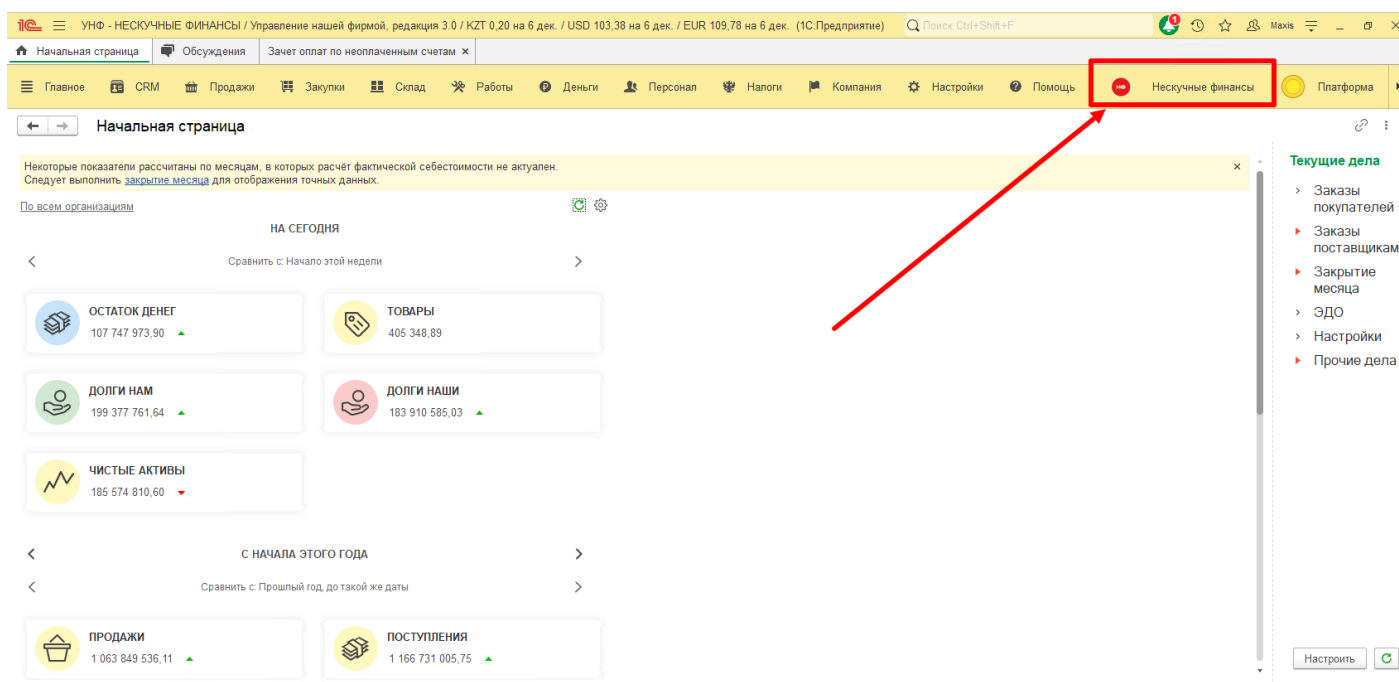 УНФ - НЕСКУЧНЫЕ ФИНАНСЫ / Управление нашей фирмой, редакция 3.0 / KZT 0,20 на 6 дек. / USD 103,38 на 6 дек. / EUR 109,78 на 6 дек. (1С:Предприятие) Поиск Ctrl+Shift+F Maxis
Начальная страница Обсуждения Зачет оплат по неоплаченным счетам ×
Главное CRM Продажи Закупки Склад Работы Деньги Персонал Налоги Компания Настройки Помощь НФ Нескучные финансы Платформа
Начальная страница
Некоторые показатели рассчитаны по месяцам, в которых расчёт фактической себестоимости не актуален.
Следует выполнить закрытие месяца для отображения точных данных.
По всем организациям
НА СЕГОДНЯ
Сравнить с: Начало этой недели
ОСТАТОК ДЕНЕГ
107 747 973,90
ТОВАРЫ
405 348,89
ДОЛГИ НАМ
199 377 761,64
ДОЛГИ НАШИ
183 910 585,03
ЧИСТЫЕ АКТИВЫ
185 574 810,60
С НАЧАЛА ЭТОГО ГОДА
Сравнить с: Прошлый год, до такой же даты
ПРОДАЖИ
1 063 849 536,11
ПОСТУПЛЕНИЯ
1 166 731 005,75
Текущие дела
Заказы
покупателей
Заказы
поставщикам
Закрытие
месяца
ЭДО
Настройки
Прочие дела
Настроить